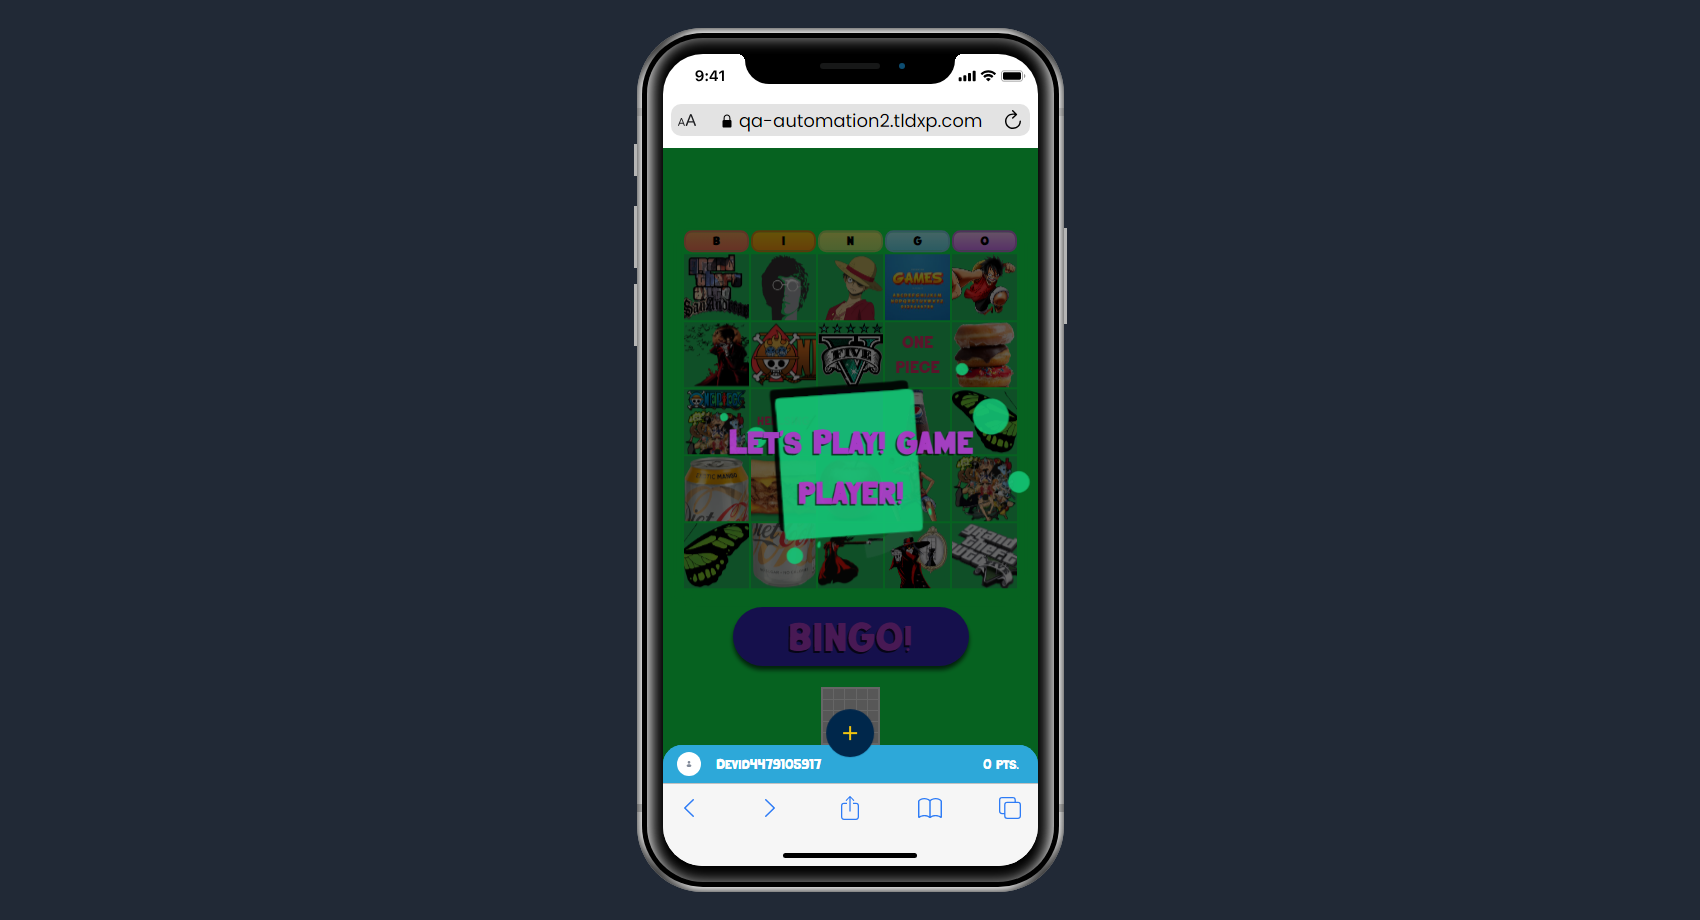 9:41
AA qa-automation2.tldxp.com
B I N G O
GAMES
FIVE
ONE
PIECE
LET'S PLAY! GAME
PLAYER!
BINGO!
+
DEVID4479105917 0 PTS.